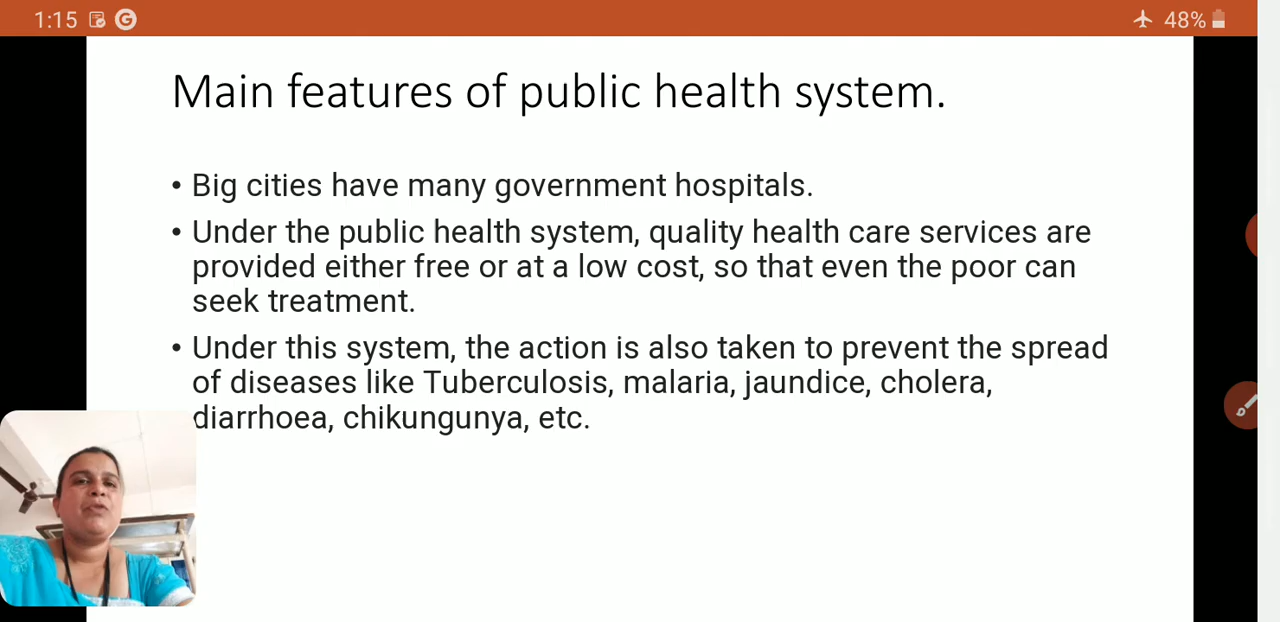 1:15 G 48%
Main features of public health system.
• Big cities have many government hospitals.
• Under the public health system, quality health care services are
provided either free or at a low cost, so that even the poor can
seek treatment.
• Under this system, the action is also taken to prevent the spread
of diseases like Tuberculosis, malaria, jaundice, cholera,
diarrhoea, chikungunya, etc.